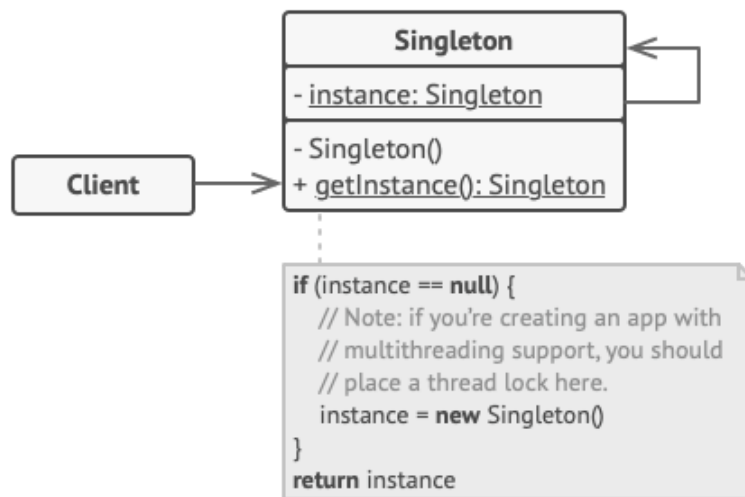 Singleton
- instance: Singleton
- Singleton()
+ getInstance(): Singleton
Client
if (instance == null) {
// Note: if you're creating an app with
// multithreading support, you should
// place a thread lock here.
instance = new Singleton()
}
return instance